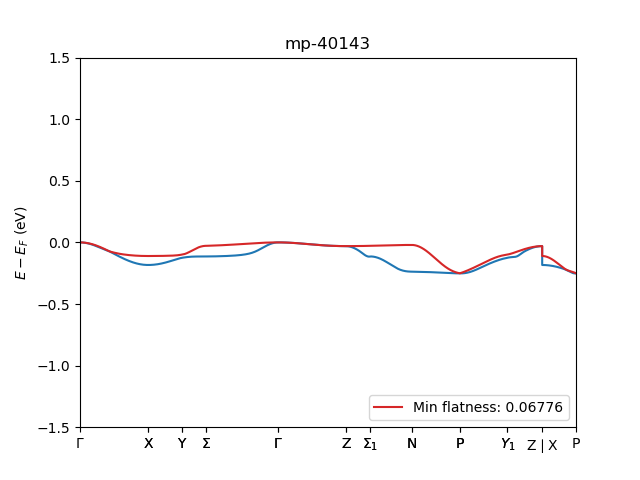 mp-40143
1.5
1.0
0.5
0.0
−0.5
−1.0
−1.5
E − E_F (eV)
Min flatness: 0.06776
Γ X Y Σ Γ Z Σ₁ N P Y₁ Z | X P